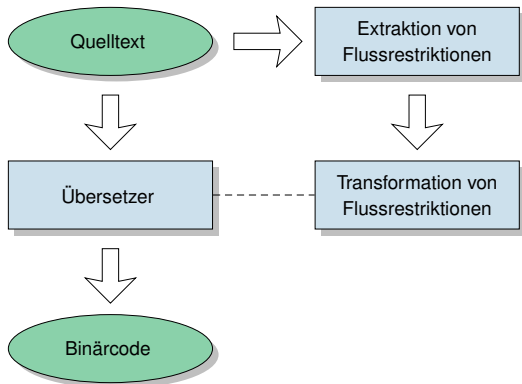 Quelltext
Extraktion von
Flussrestriktionen
Übersetzer
Transformation von
Flussrestriktionen
Binärcode